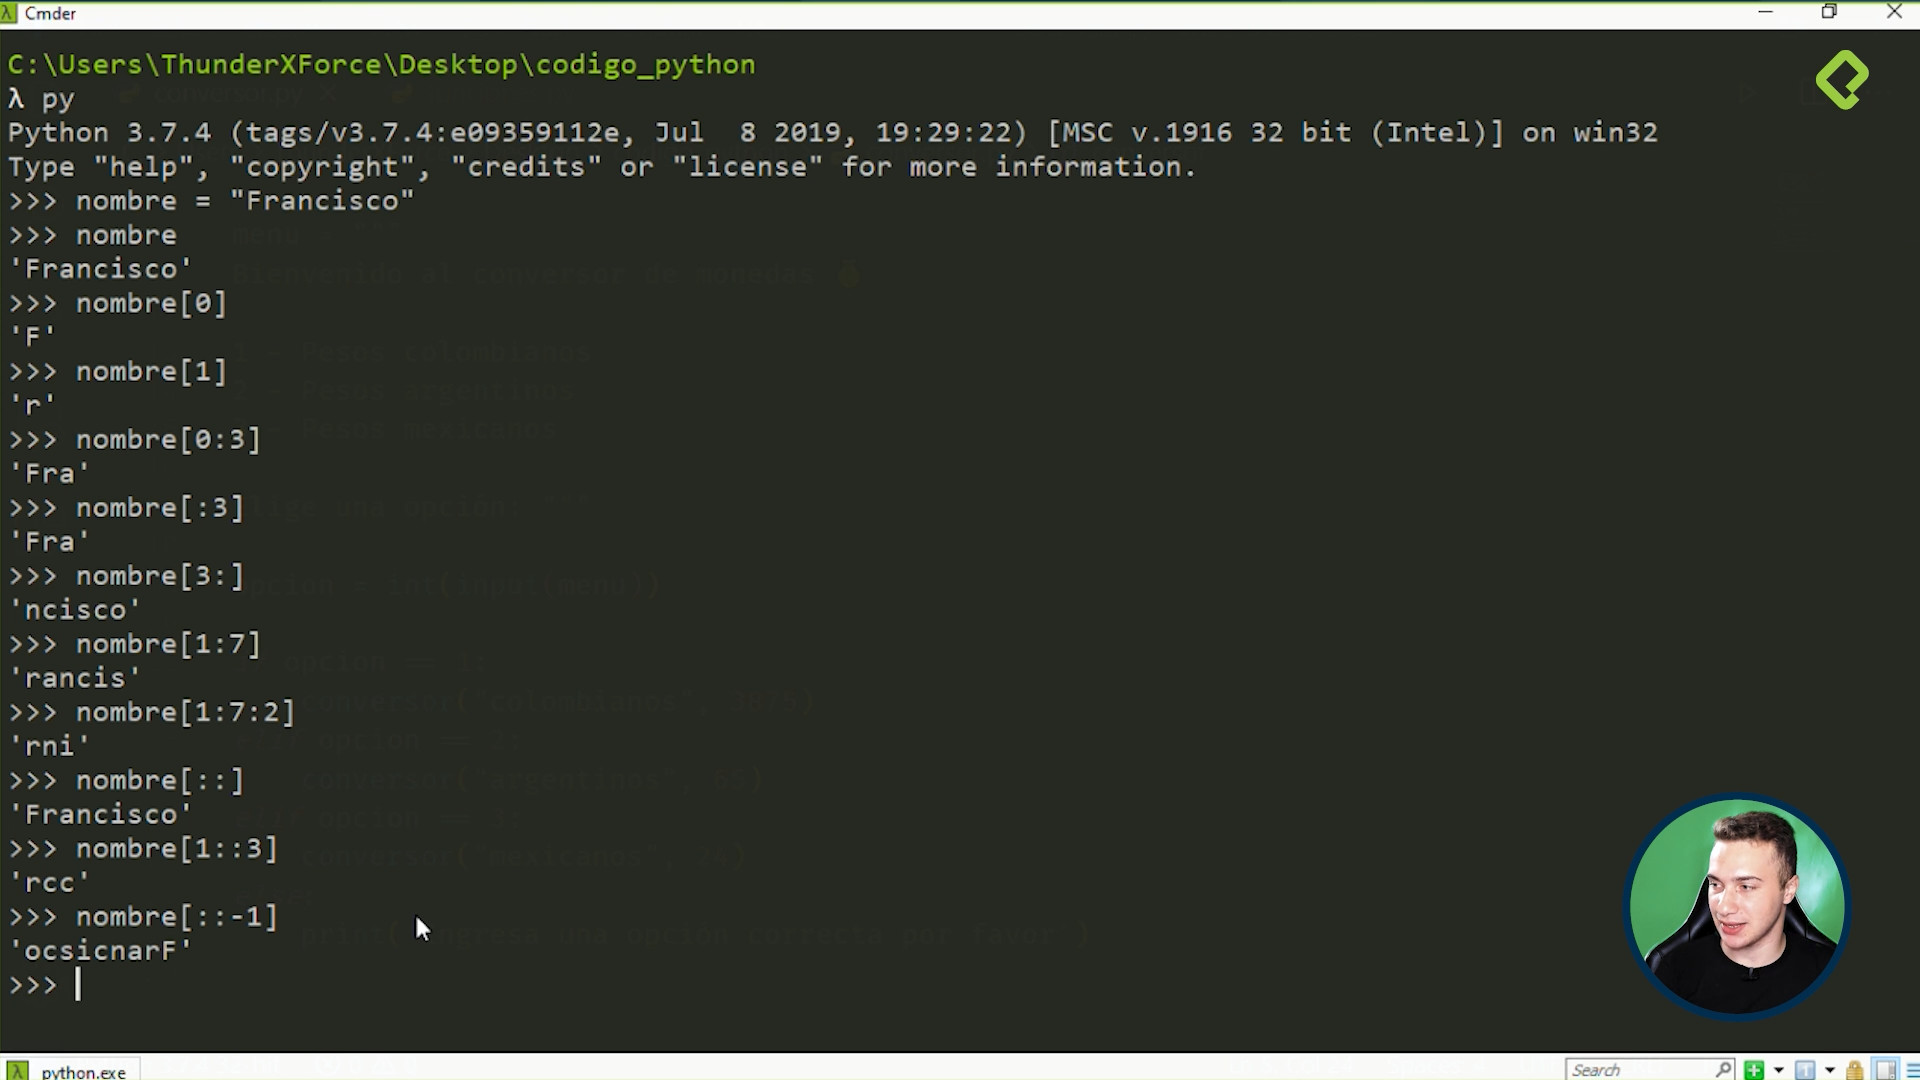 Cmder
C:\Users\ThunderXForce\Desktop\codigo_python
λ py
Python 3.7.4 (tags/v3.7.4:e09359112e, Jul  8 2019, 19:29:22) [MSC v.1916 32 bit (Intel)] on win32
Type "help", "copyright", "credits" or "license" for more information.
>>> nombre = "Francisco"
>>> nombre
'Francisco'
>>> nombre[0]
'F'
>>> nombre[1]
'r'
>>> nombre[0:3]
'Fra'
>>> nombre[:3]
'Fra'
>>> nombre[3:]
'ncisco'
>>> nombre[1:7]
'rancis'
>>> nombre[1:7:2]
'rni'
>>> nombre[::]
'Francisco'
>>> nombre[1::3]
'rcc'
>>> nombre[::-1]
'ocsicnarF'
>>>
λ python.exe
Search